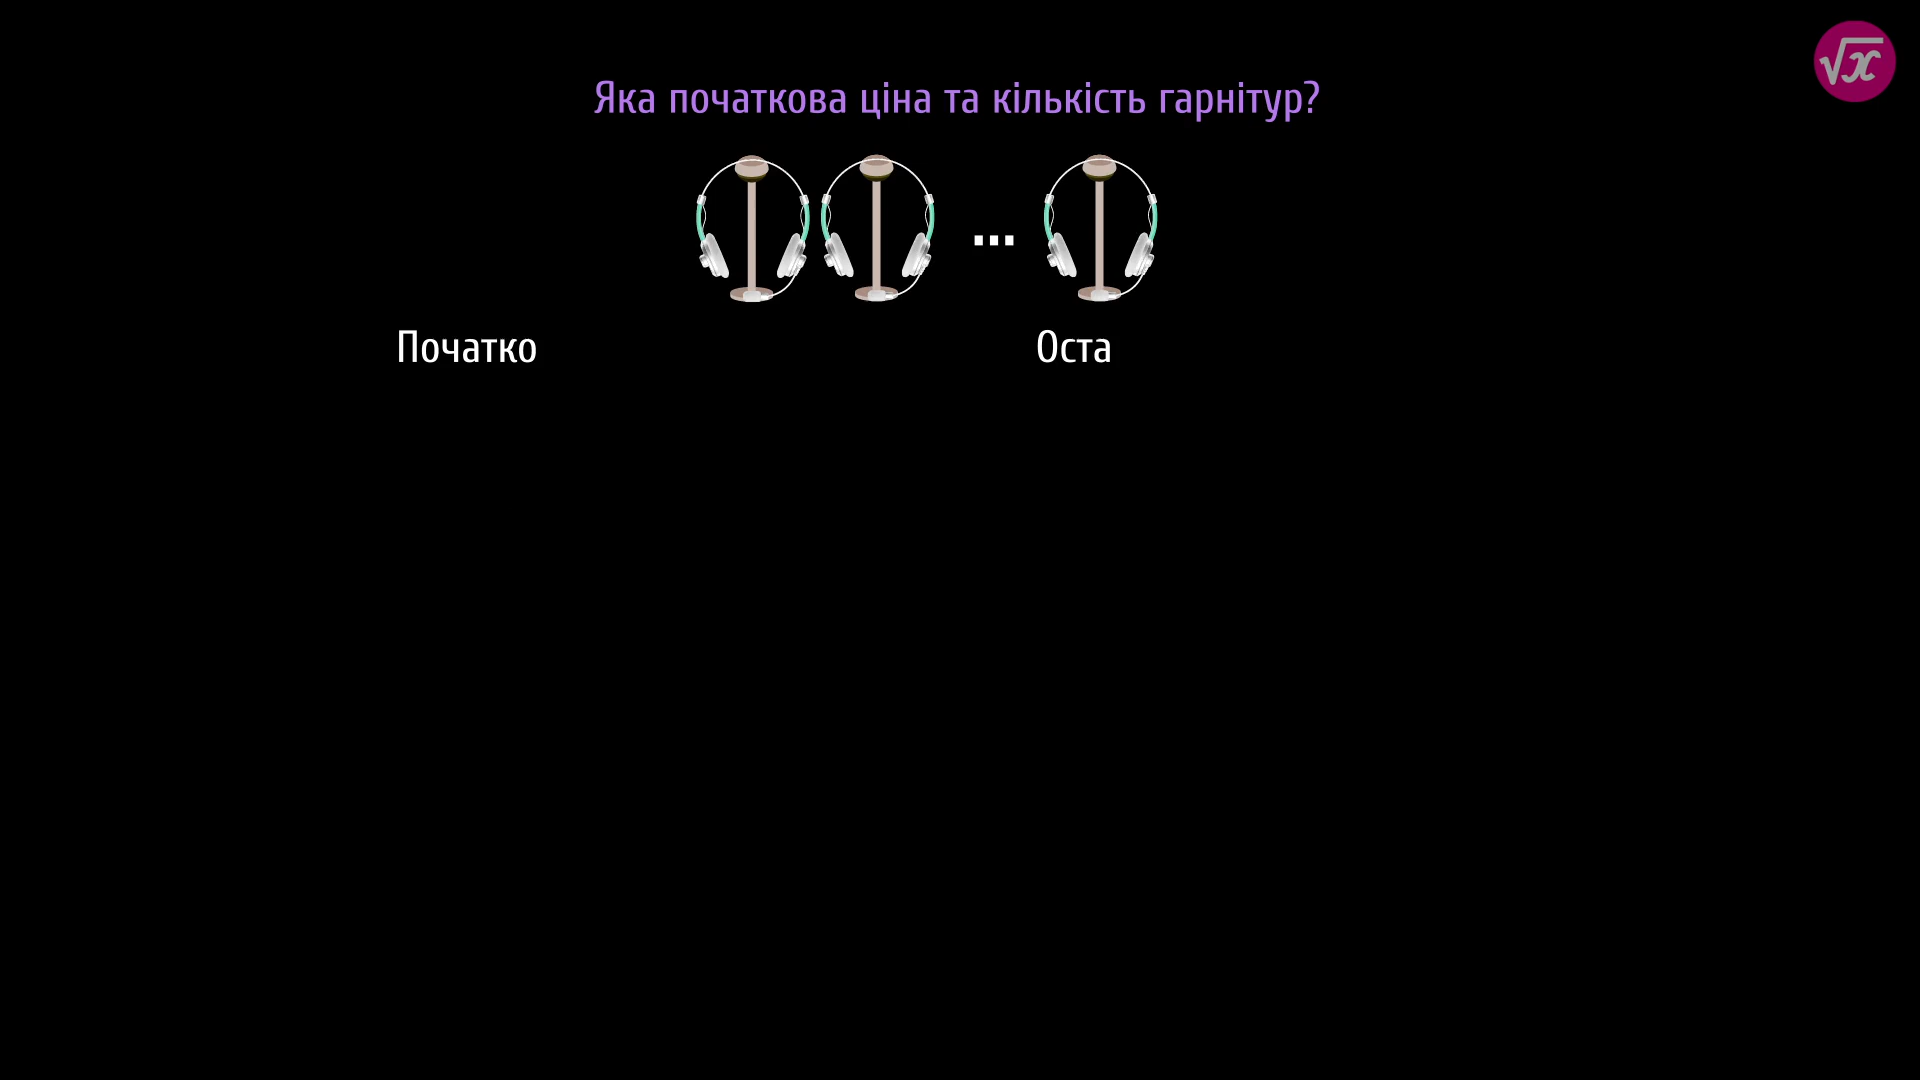 Яка початкова ціна та кількість гарнітур?
...
Початко Оста
√x